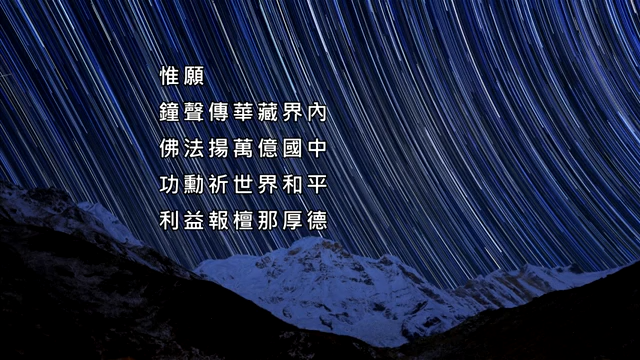 惟願
鐘聲傳華藏界內
佛法揚萬億國中
功勳祈世界和平
利益報檀那厚德